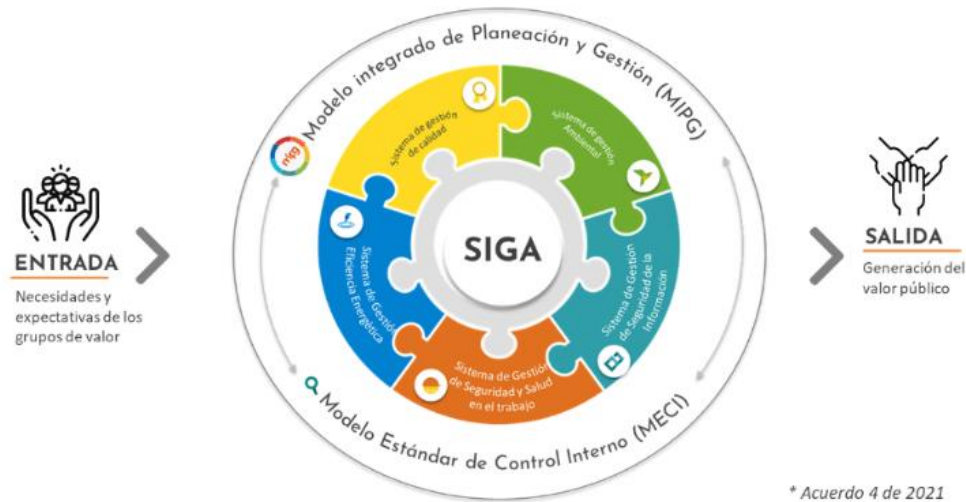 Modelo integrado de Planeación y Gestión (MIPG)
mipg
Sistema de gestión
de calidad
Sistema de gestión
Ambiental
ENTRADA
Necesidades y
expectativas de los
grupos de valor
SIGA
SALIDA
Generación del
valor público
Sistema de Gestión
Eficiencia Energética
Sistema de Gestión
de Seguridad de la
Información
Sistema de Gestión
de Seguridad y Salud
en el trabajo
Modelo Estándar de Control Interno (MECI)
* Acuerdo 4 de 2021